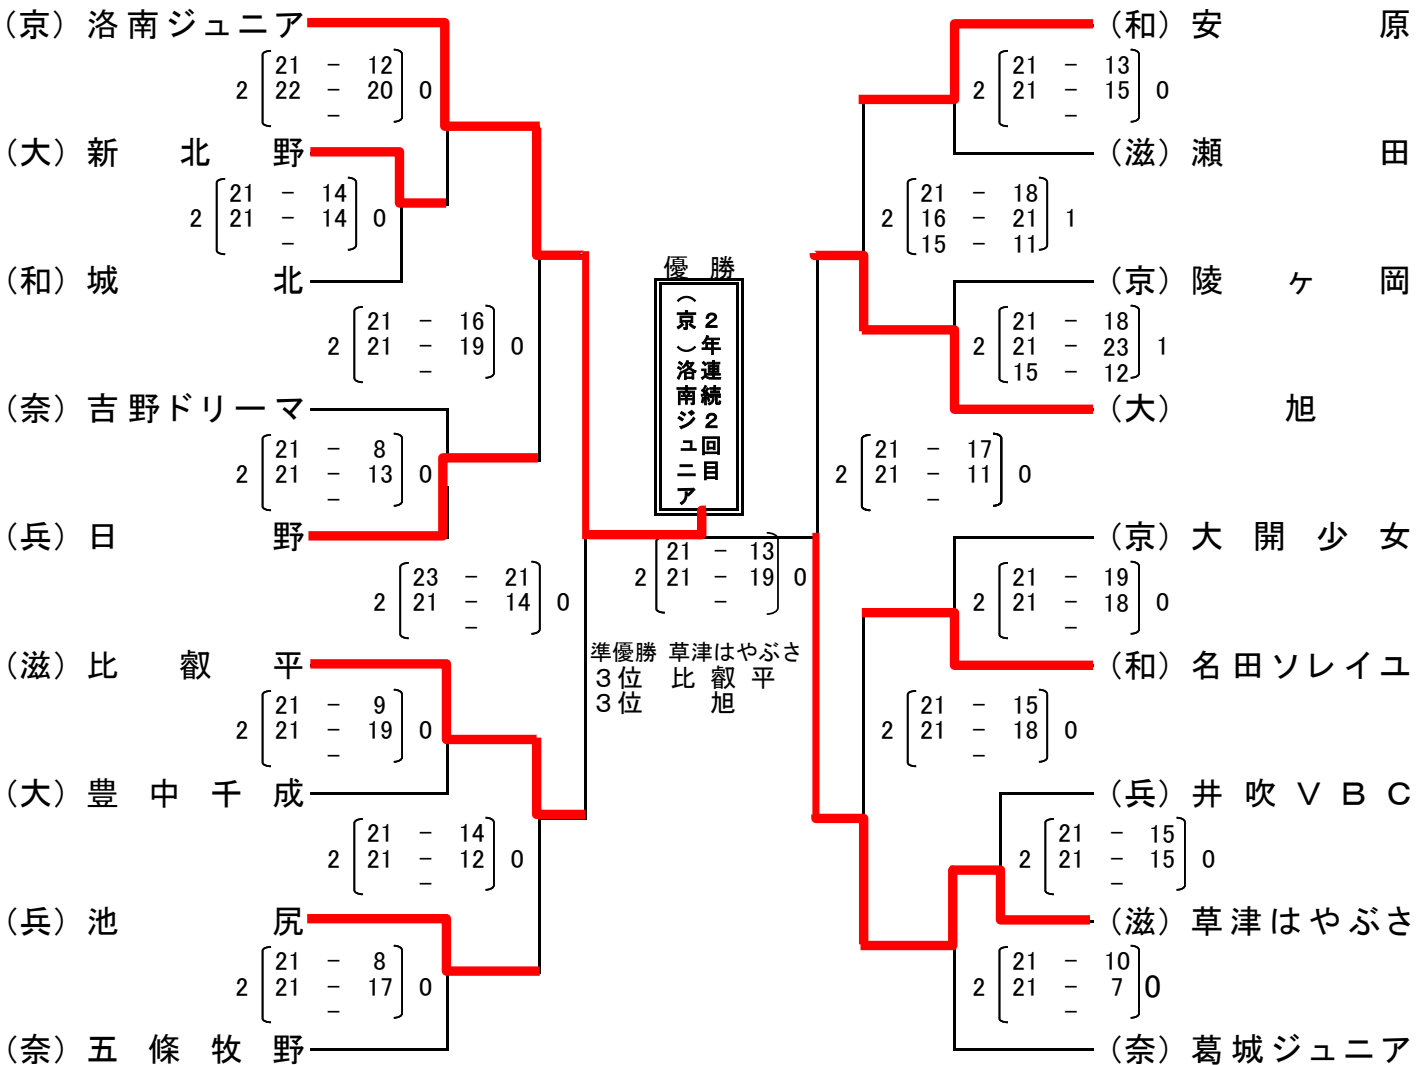 (京) 洛南ジュニア
21 - 12
2 22 - 20 0
-
(大) 新北野
21 - 14
2 21 - 14 0
-
(和) 城北
21 - 16
2 21 - 19 0
-
(奈) 吉野ドリーマ
21 - 8
2 21 - 13 0
-
(兵) 日野
23 - 21
2 21 - 14 0
-
(滋) 比叡平
21 - 9
2 21 - 19 0
-
(大) 豊中千成
21 - 14
2 21 - 12 0
-
(兵) 池尻
21 - 8
2 21 - 17 0
-
(奈) 五條牧野
優勝
2年連続2回目
(京)洛南ジュニア
21 - 13
2 21 - 19 0
-
準優勝 草津はやぶさ
3位 比叡平
3位 旭
(和) 安原
21 - 13
2 21 - 15 0
-
(滋) 瀬田
21 - 18
2 16 - 21 1
15 - 11
(京) 陵ヶ岡
21 - 18
2 21 - 23 1
15 - 12
(大) 旭
21 - 17
2 21 - 11 0
-
(京) 大開少女
21 - 19
2 21 - 18 0
-
(和) 名田ソレイユ
21 - 15
2 21 - 18 0
-
(兵) 井吹VBC
21 - 15
2 21 - 15 0
-
(滋) 草津はやぶさ
21 - 10
2 21 - 7 0
-
(奈) 葛城ジュニア